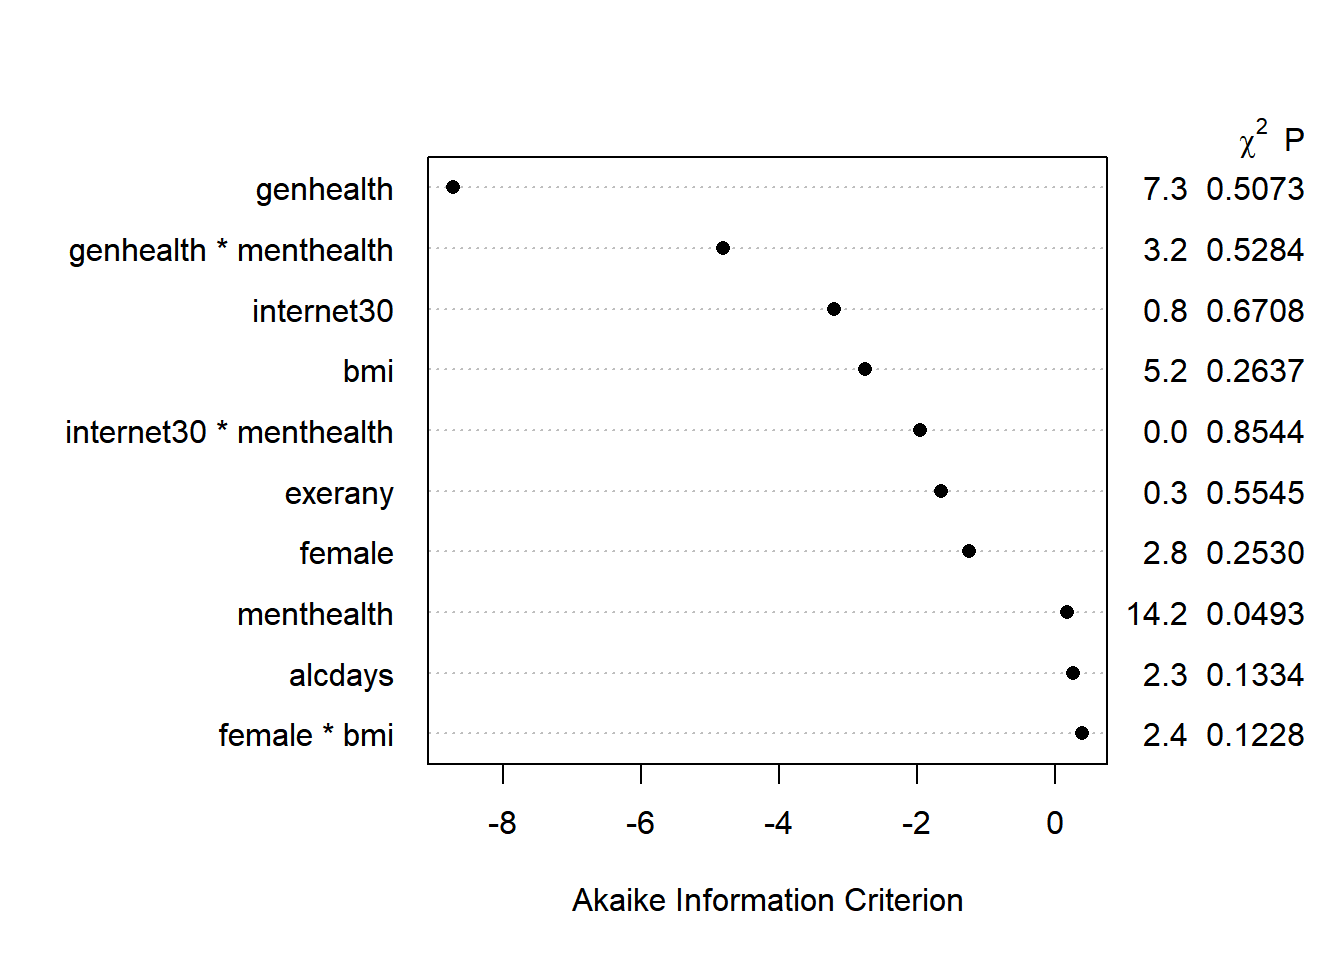 χ2 P
genhealth 7.3 0.5073
genhealth * menthealth 3.2 0.5284
internet30 0.8 0.6708
bmi 5.2 0.2637
internet30 * menthealth 0.0 0.8544
exerany 0.3 0.5545
female 2.8 0.2530
menthealth 14.2 0.0493
alcdays 2.3 0.1334
female * bmi 2.4 0.1228
-8 -6 -4 -2 0
Akaike Information Criterion